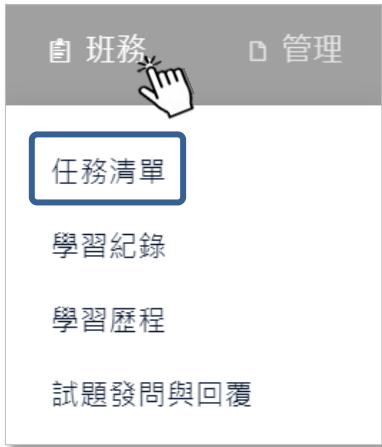 班務 管理
任務清單
學習紀錄
學習歷程
試題發問與回覆